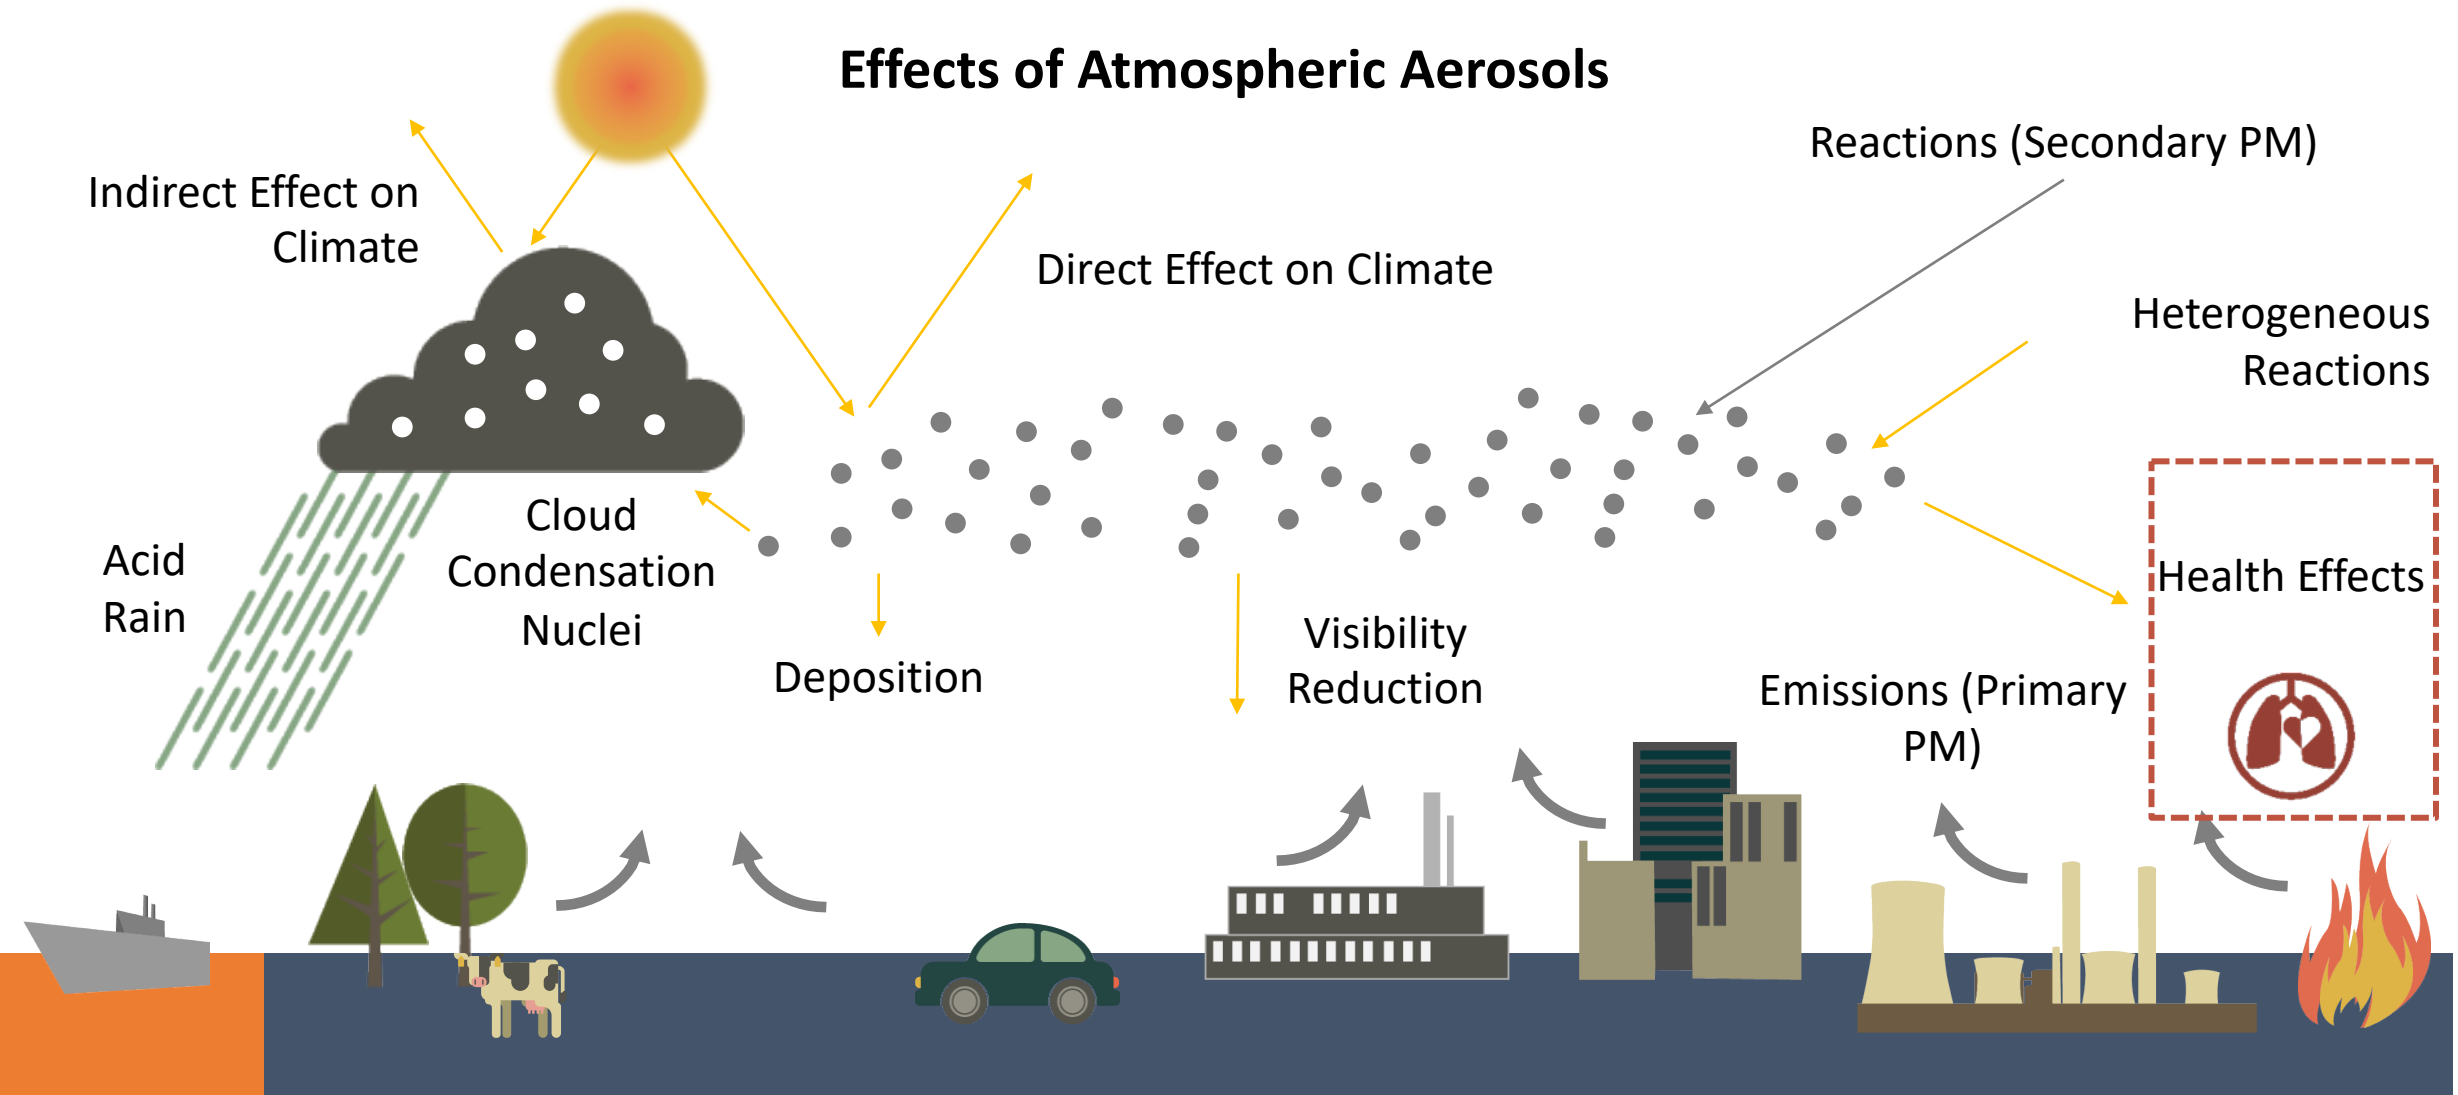 Effects of Atmospheric Aerosols
Reactions (Secondary PM)
Indirect Effect on
Climate
Direct Effect on Climate
Heterogeneous
Reactions
Acid
Rain
Cloud
Condensation
Nuclei
Deposition
Visibility
Reduction
Emissions (Primary
PM)
Health Effects